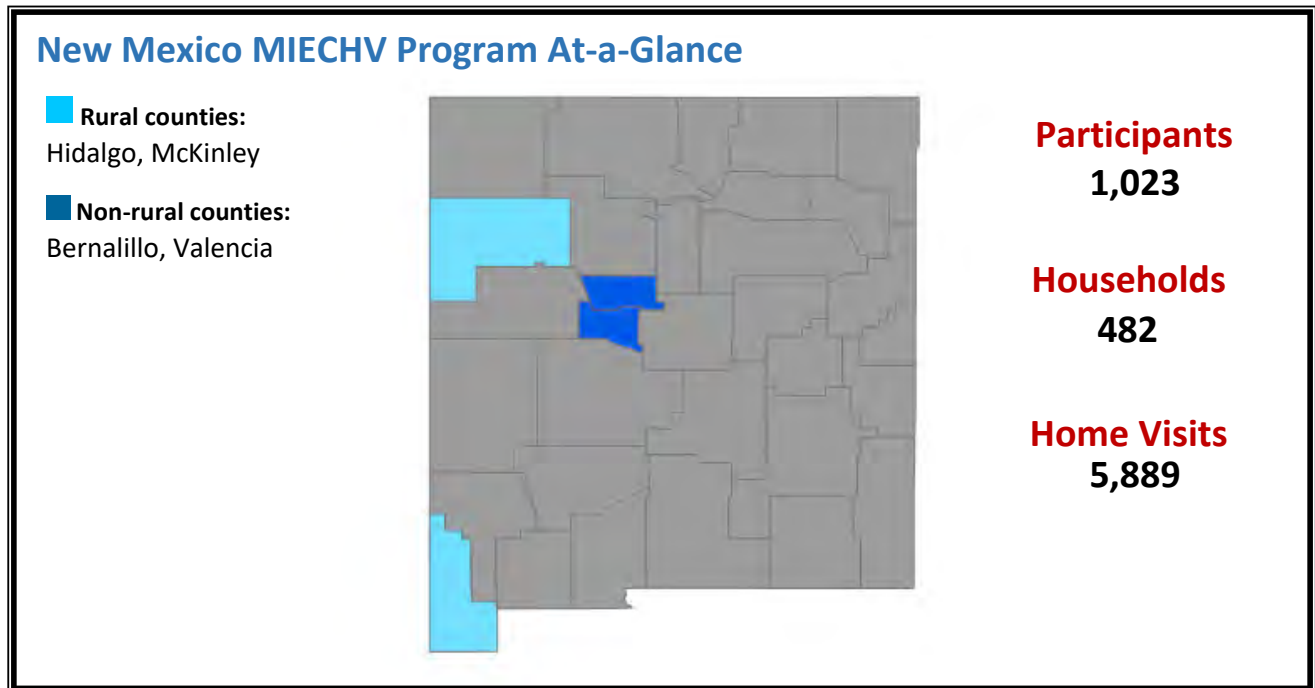 New Mexico MIECHV Program At-a-Glance
Rural counties:
Hidalgo, McKinley
Non-rural counties:
Bernalillo, Valencia
Participants
1,023
Households
482
Home Visits
5,889